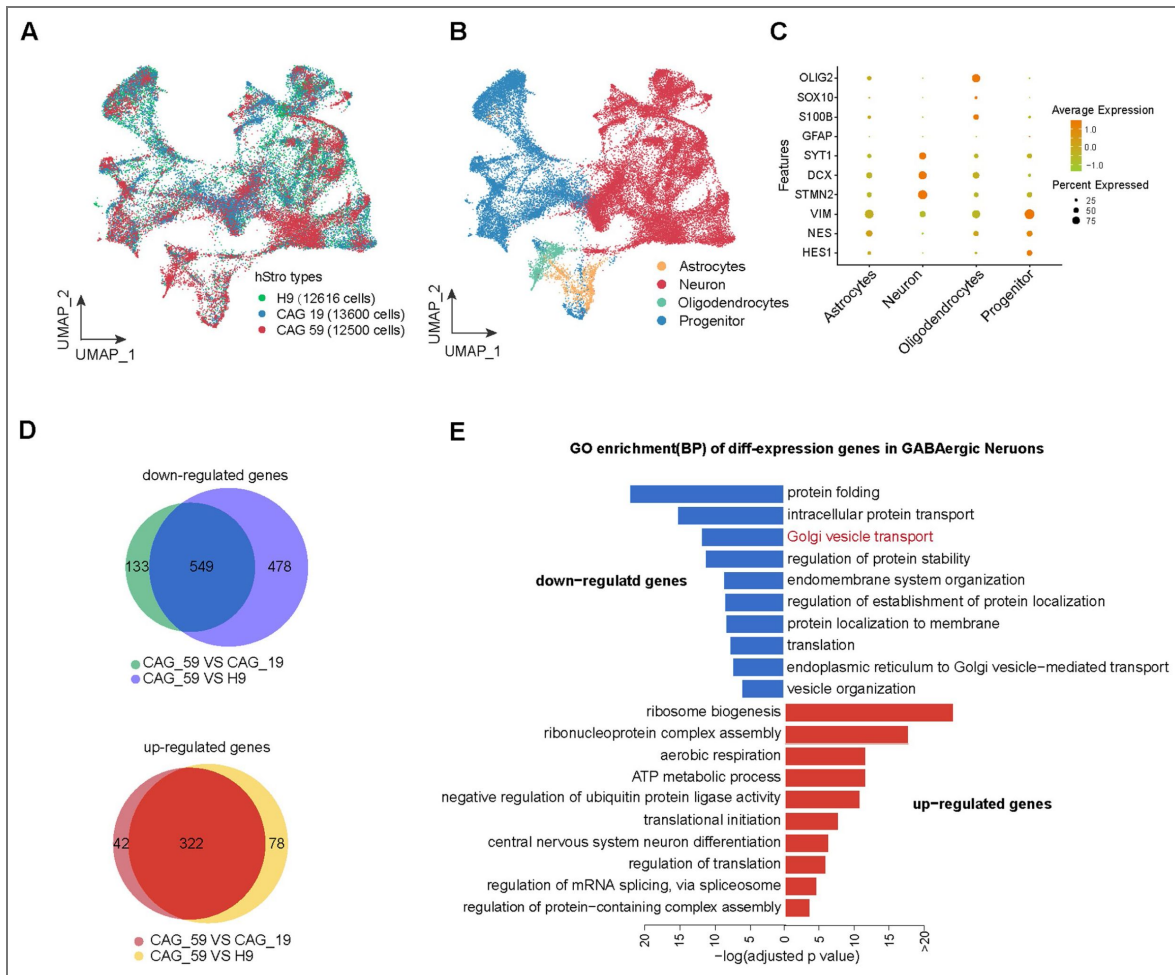 A
hStro types
H9 (12616 cells)
CAG 19 (13600 cells)
CAG 59 (12500 cells)
UMAP_2
UMAP_1
B
Astrocytes
Neuron
Oligodendrocytes
Progenitor
UMAP_2
UMAP_1
C
Features
OLIG2
SOX10
S100B
GFAP
SYT1
DCX
STMN2
VIM
NES
HES1
Astrocytes
Neuron
Oligodendrocytes
Progenitor
Average Expression
1.0
0.0
−1.0
Percent Expressed
25
50
75
D
down-regulated genes
133
549
478
CAG_59 VS CAG_19
CAG_59 VS H9
up-regulated genes
42
322
78
CAG_59 VS CAG_19
CAG_59 VS H9
E
GO enrichment(BP) of diff-expression genes in GABAergic Neruons
protein folding
intracellular protein transport
Golgi vesicle transport
regulation of protein stability
endomembrane system organization
regulation of establishment of protein localization
protein localization to membrane
translation
endoplasmic reticulum to Golgi vesicle−mediated transport
vesicle organization
down−regulatd genes
ribosome biogenesis
ribonucleoprotein complex assembly
aerobic respiration
ATP metabolic process
negative regulation of ubiquitin protein ligase activity
translational initiation
central nervous system neuron differentiation
regulation of translation
regulation of mRNA splicing, via spliceosome
regulation of protein−containing complex assembly
up−regulated genes
20
15
10
5
0
5
10
15
>20
−log(adjusted p value)